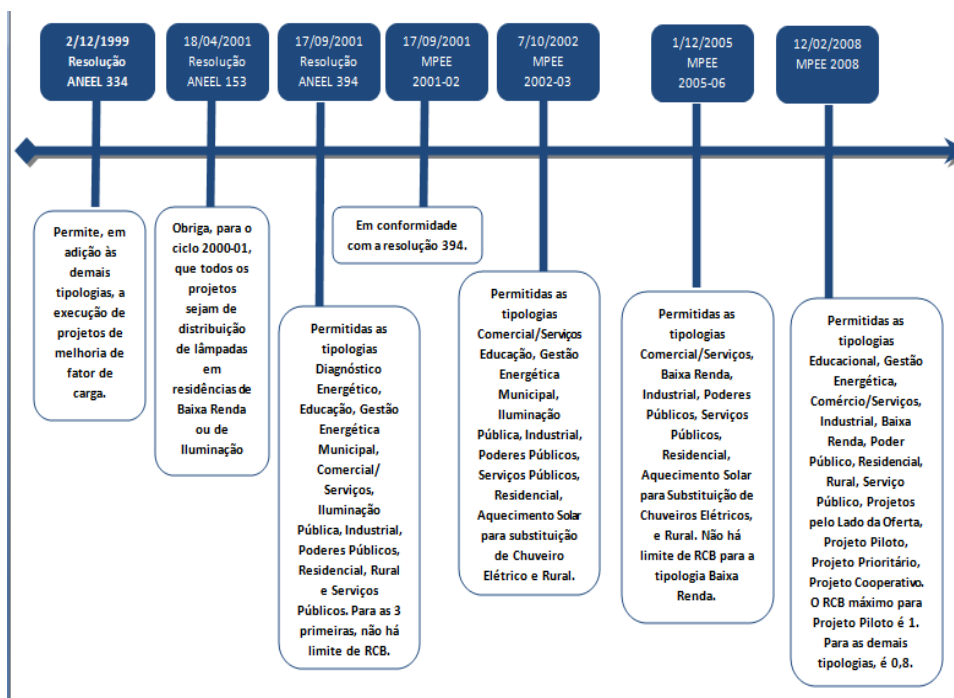 2/12/1999
Resolução
ANEEL 334
18/04/2001
Resolução
ANEEL 153
17/09/2001
Resolução
ANEEL 394
17/09/2001
MPEE
2001-02
7/10/2002
MPEE
2002-03
1/12/2005
MPEE
2005-06
12/02/2008
MPEE 2008
Permite, em
adição às
demais
tipologias, a
execução de
projetos de
melhoria de
fator de
carga.
Obriga, para o
ciclo 2000-01,
que todos os
projetos
sejam de
distribuição
de lâmpadas
em
residências de
Baixa Renda
ou de
Iluminação
Permitidas as
tipologias
Diagnóstico
Energético,
Educação, Gestão
Energética
Municipal,
Comercial/
Serviços,
Iluminação
Pública, Industrial,
Poderes Públicos,
Residencial, Rural
e Serviços
Públicos. Para as 3
primeiras, não há
limite de RCB.
Em conformidade
com a resolução 394.
Permitidas as
tipologias
Comercial/Serviços
Educação, Gestão
Energética
Municipal,
Iluminação
Pública, Industrial,
Poderes Públicos,
Serviços Públicos,
Residencial,
Aquecimento Solar
para substituição
de Chuveiro
Elétrico e Rural.
Permitidas as
tipologias
Comercial/Serviços,
Baixa Renda,
Industrial, Poderes
Públicos, Serviços
Públicos,
Residencial,
Aquecimento Solar
para Substituição de
Chuveiros Elétricos,
e Rural. Não há
limite de RCB para a
tipologia Baixa
Renda.
Permitidas as
tipologias
Educacional, Gestão
Energética,
Comércio/Serviços,
Industrial, Baixa
Renda, Poder
Público, Residencial,
Rural, Serviço
Público, Projetos
pelo Lado da Oferta,
Projeto Piloto,
Projeto Prioritário,
Projeto Cooperativo.
O RCB máximo para
Projeto Piloto é 1.
Para as demais
tipologias, é 0,8.